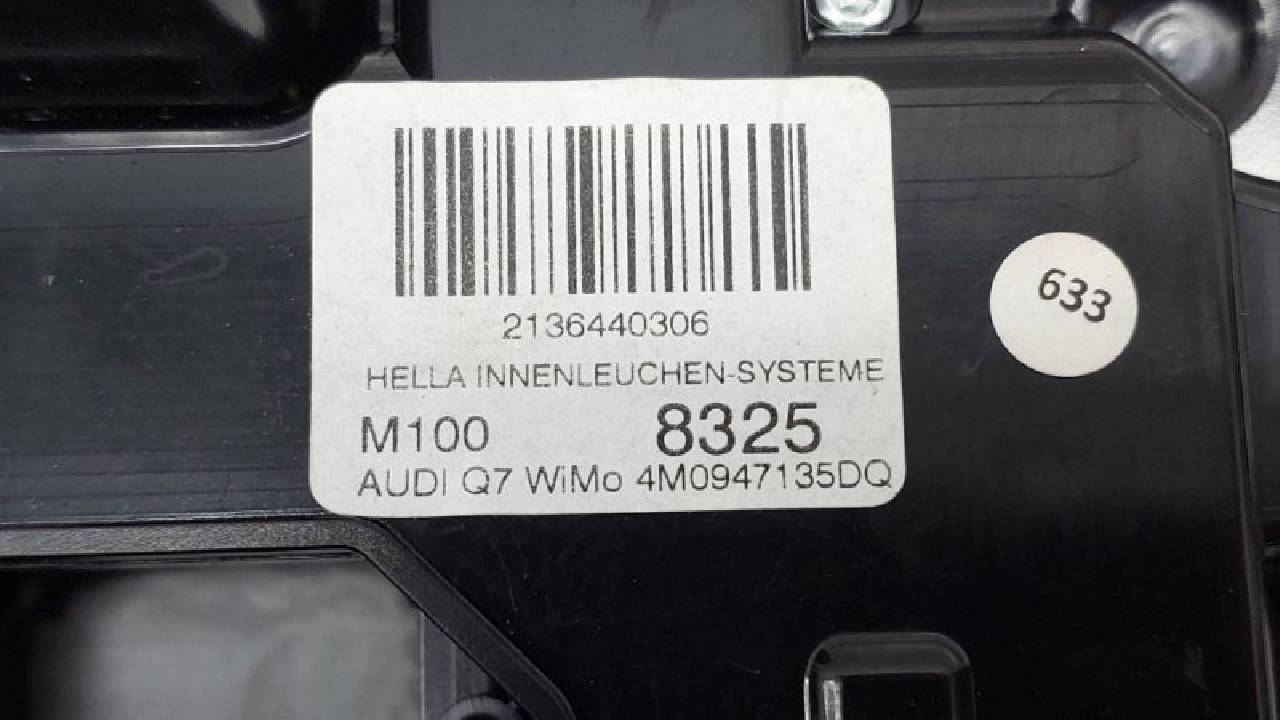 2136440306
HELLA INNENLEUCHEN-SYSTEME
M100 8325
AUDI Q7 WiMo 4M0947135DQ
633